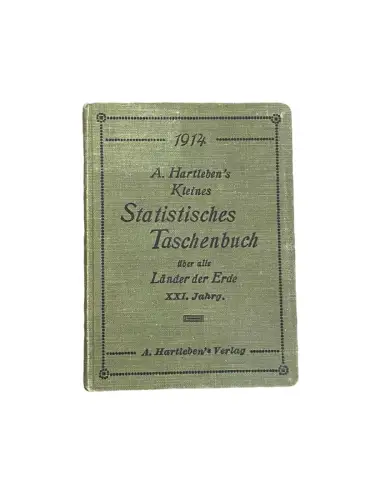 1914
A. Hartleben's
Kleines
Statistisches
Taschenbuch
über alle
Länder der Erde
XXI. Jahrg.
A. Hartleben's Verlag